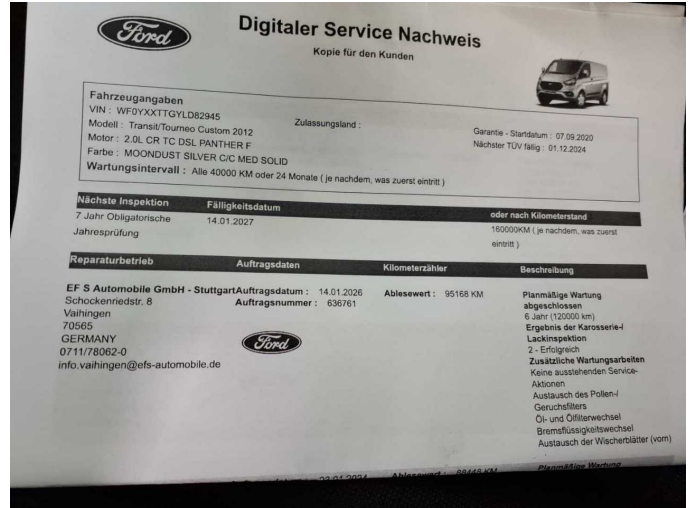 Ford
Digitaler Service Nachweis
Kopie für den Kunden
Fahrzeugangaben
VIN : WF0YXXTTGYLD82945
Zulassungsland :
Garantie - Startdatum : 07.09.2020
Modell : Transit/Tourneo Custom 2012
Nächster TÜV fällig : 01.12.2024
Motor : 2.0L CR TC DSL PANTHER F
Farbe : MOONDUST SILVER C/C MED SOLID
Wartungsintervall : Alle 40000 KM oder 24 Monate ( je nachdem, was zuerst eintritt )
Nächste Inspektion Fälligkeitsdatum oder nach Kilometerstand
7 Jahr Obligatorische 14.01.2027 160000KM ( je nachdem, was zuerst
Jahresprüfung eintritt )
Reparaturbetrieb Auftragsdaten Kilometerzähler Beschreibung
EF S Automobile GmbH - Stuttgart Auftragsdatum : 14.01.2026 Ablesewert : 95168 KM Planmäßige Wartung
Schockenriedstr. 8 Auftragsnummer : 636761 abgeschlossen
Vaihingen 6 Jahr (120000 km)
70565 Ergebnis der Karosserie-/
GERMANY Lackinspektion
0711/78062-0 Ford 2 - Erfolgreich
info.vaihingen@efs-automobile.de Zusätzliche Wartungsarbeiten
Keine ausstehenden Service-
Aktionen
Austausch des Pollen-/
Geruchsfilters
Öl- und Ölfilterwechsel
Bremsflüssigkeitswechsel
Austausch der Wischerblätter (vorn)
Planmäßige Wartung